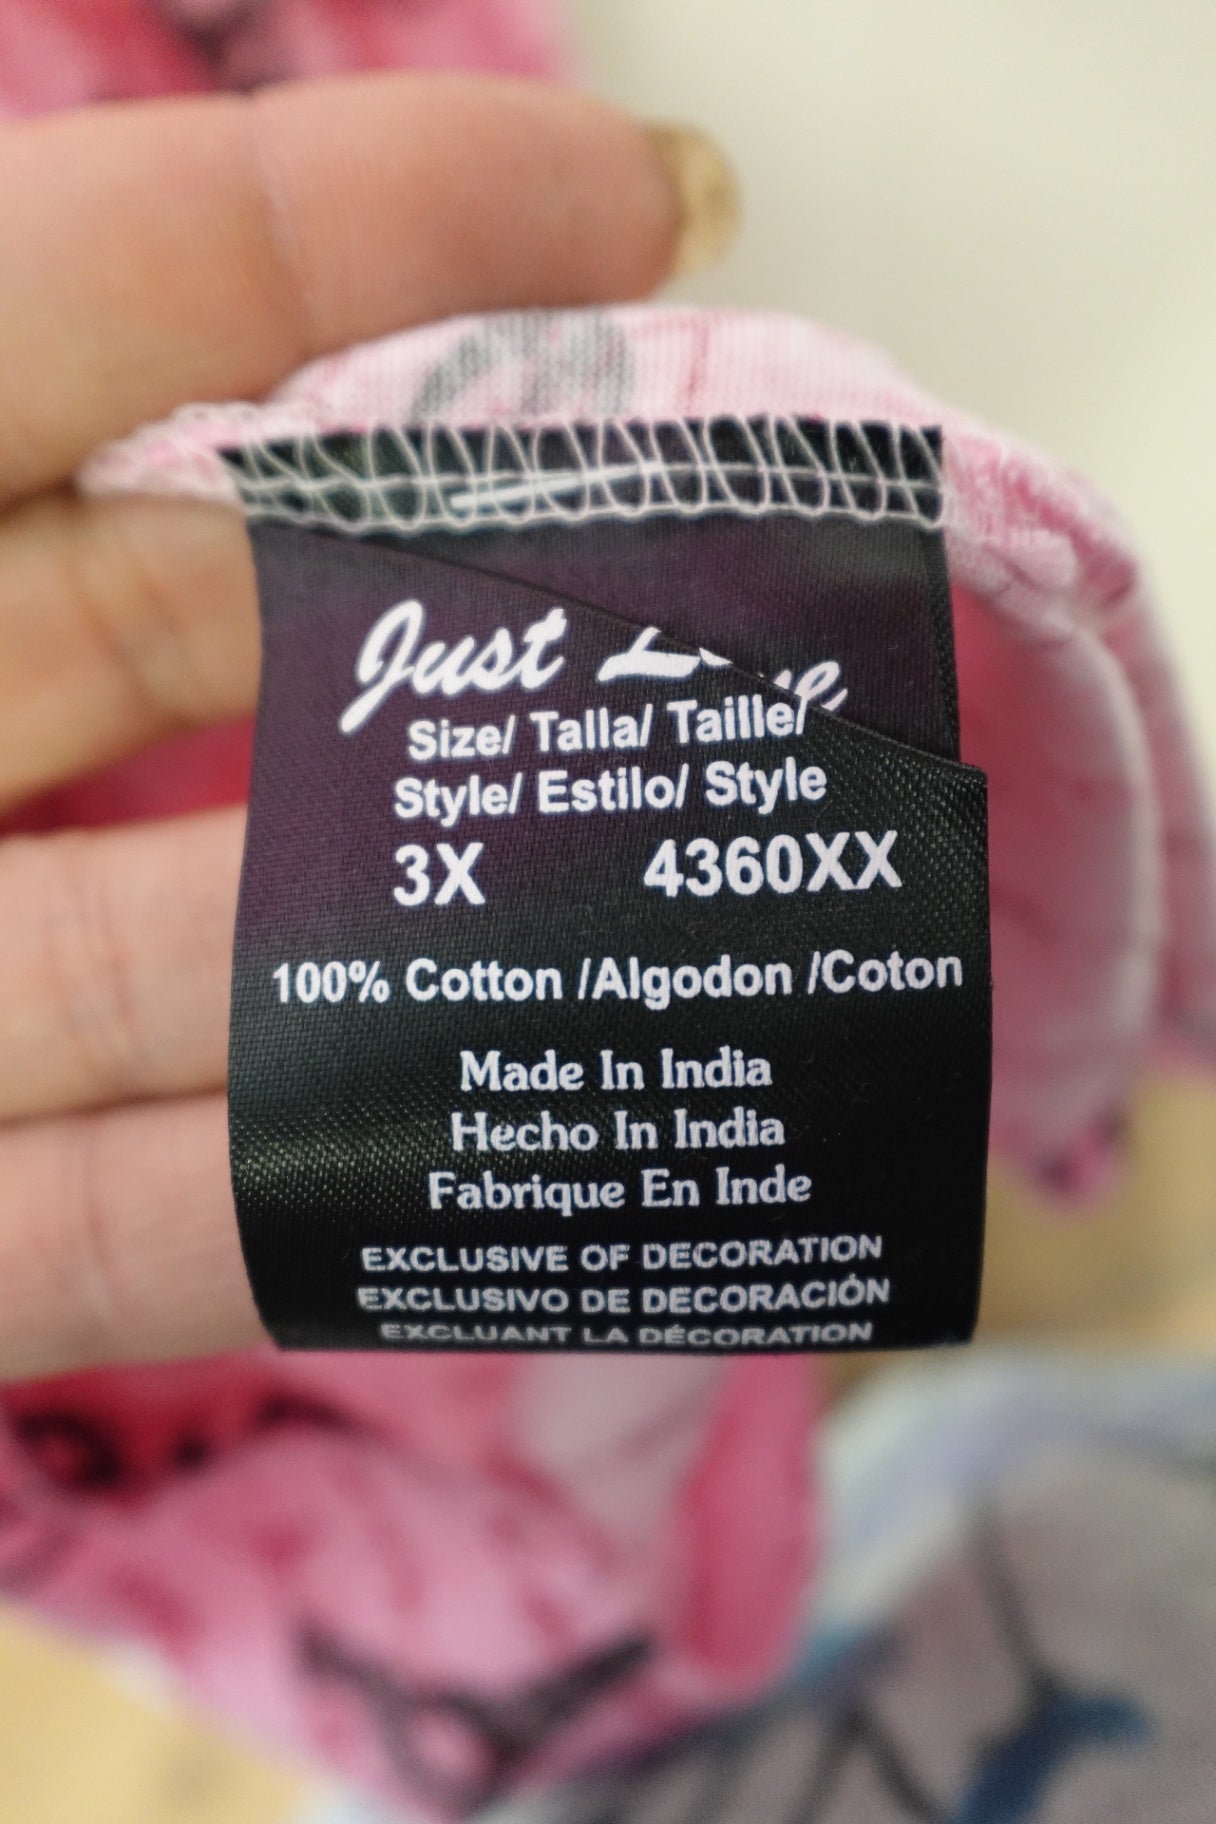 Just Love
Size/ Talla/ Taille/
Style/ Estilo/ Style
3X 4360XX
100% Cotton /Algodon /Coton
Made In India
Hecho In India
Fabrique En Inde
EXCLUSIVE OF DECORATION
EXCLUSIVO DE DECORACIÓN
EXCLUANT LA DÉCORATION